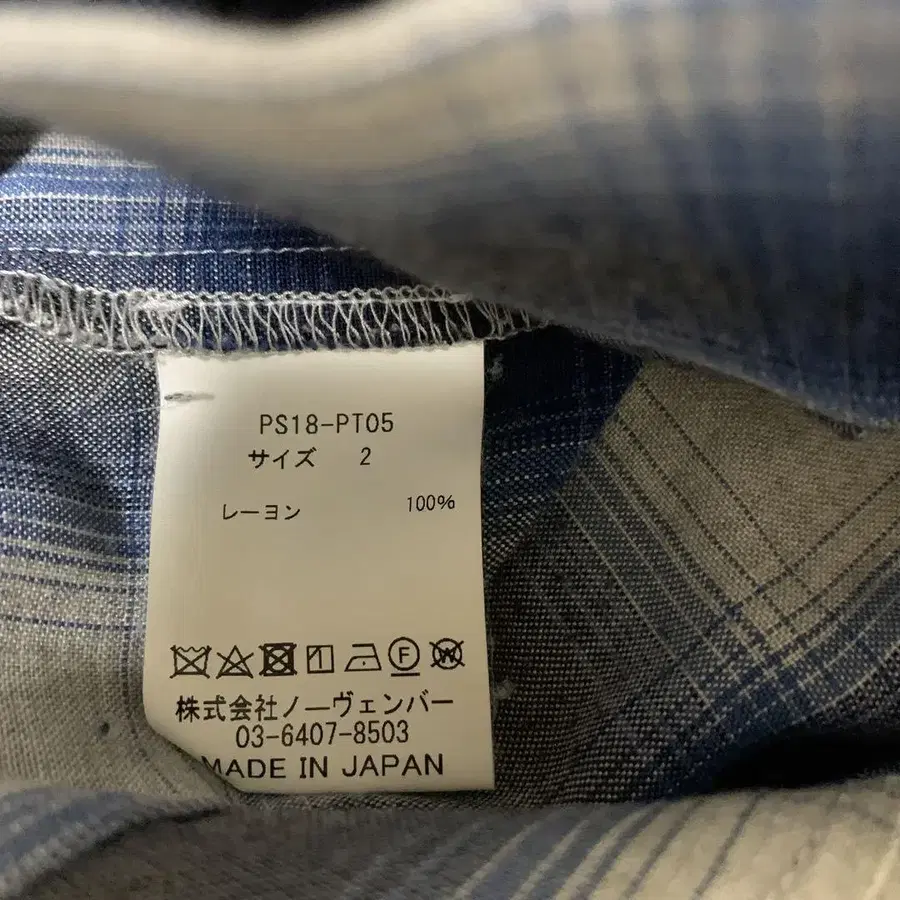 PS18-PT05
サイズ 2
レーヨン 100%
F W
株式会社ノーヴェンバー
03-6407-8503
MADE IN JAPAN